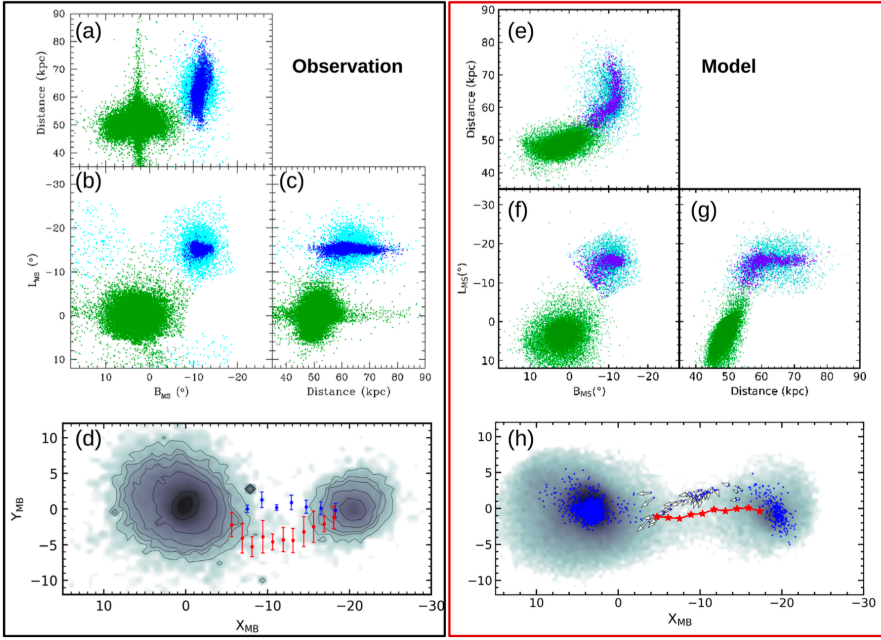 (a)
90
80
70
60
50
40
Distance (kpc)
Observation
(b)
(c)
−30
−20
−10
0
10
L_MS (°)
10 0 −10 −20
B_MS (°)
40 50 60 70 80 90
Distance (kpc)
(d)
10
5
0
−5
−10
Y_MB
10 0 −10 −20 −30
X_MB
(e)
90
80
70
60
50
40
Distance (kpc)
Model
(f)
(g)
−30
−20
−10
0
10
L_MS(°)
10 0 −10 −20
B_MS(°)
40 50 60 70 80 90
Distance (kpc)
(h)
10
5
0
−5
−10
10 0 −10 −20 −30
X_MB